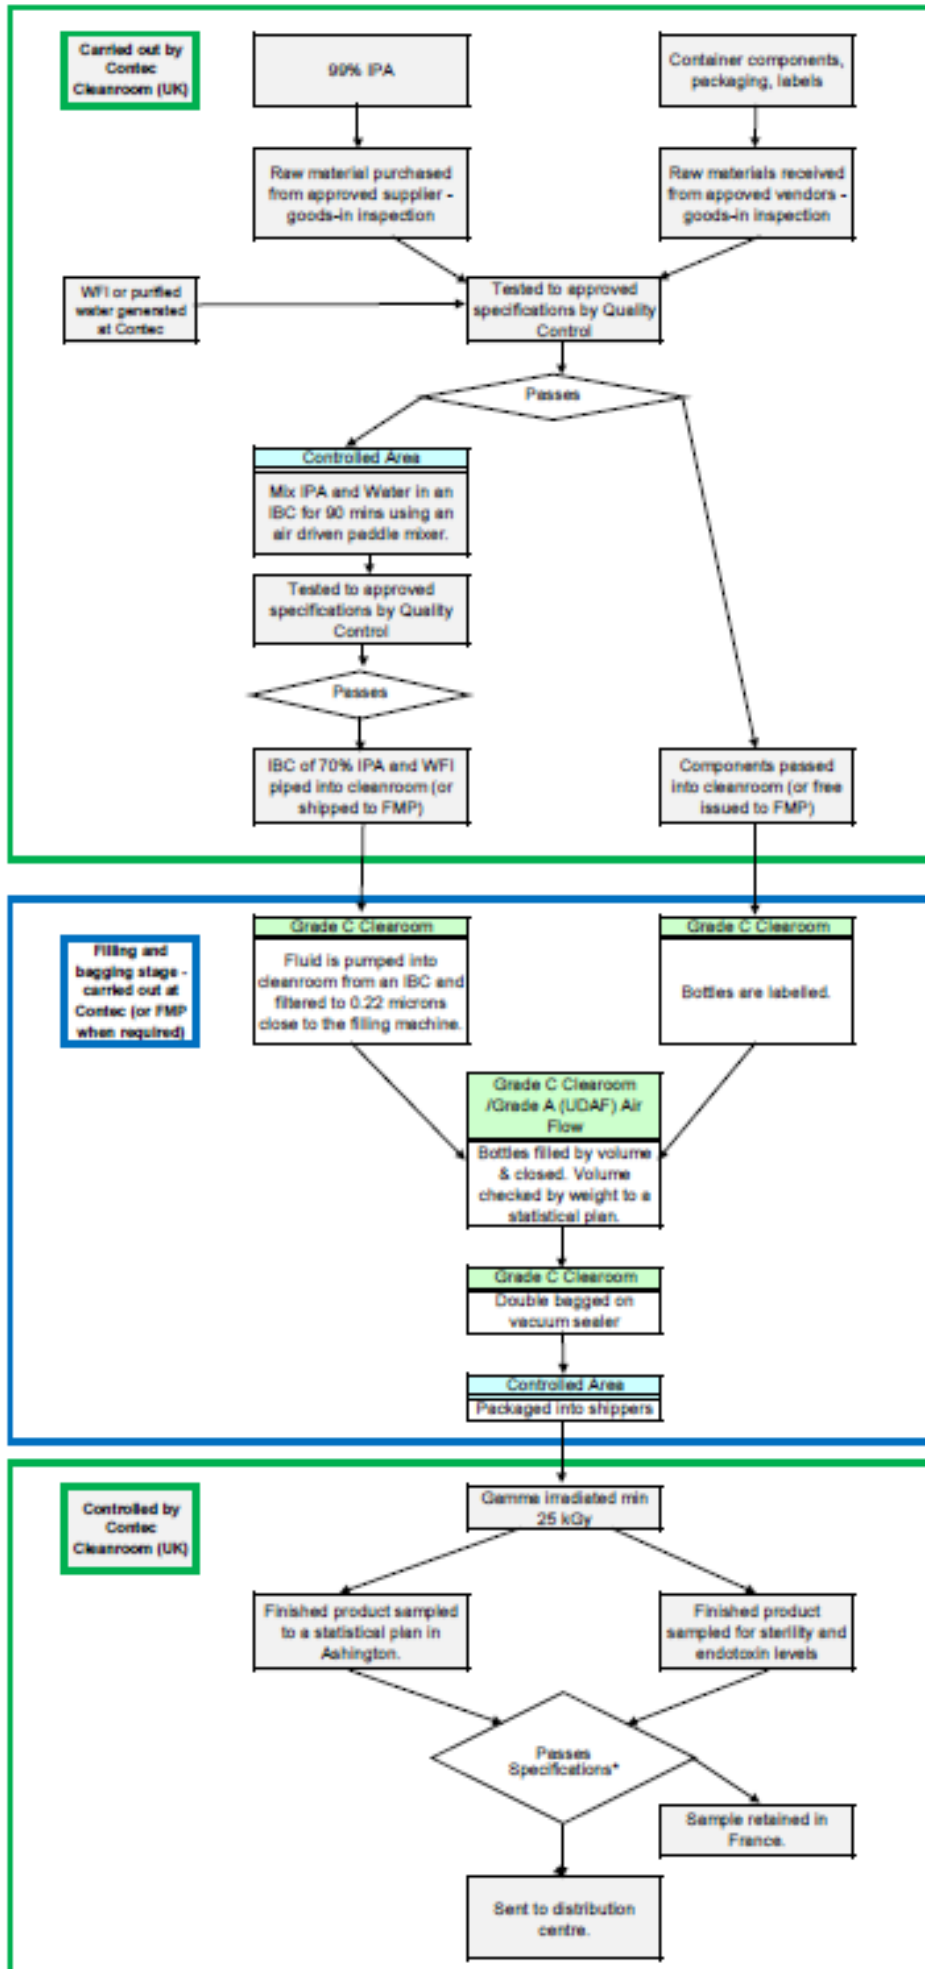 Carried out by
Contec
Cleanroom (UK)
99% IPA
Container components,
packaging, labels
Raw material purchased
from approved supplier -
goods-in inspection
Raw materials received
from appoved vendors -
goods-in inspection
WFI or purified
water generated
at Contec
Tested to approved
specifications by Quality
Control
Passes
Controlled Area
Mix IPA and Water in an
IBC for 90 mins using an
air driven paddle mixer.
Tested to approved
specifications by Quality
Control
Passes
IBC of 70% IPA and WFI
piped into cleanroom (or
shipped to FMP)
Components passed
into cleanroom (or free
issued to FMP)
Filling and
bagging stage -
carried out at
Contec (or FMP
when required)
Grade C Clearoom
Fluid is pumped into
cleanroom from an IBC and
filtered to 0.22 microns
close to the filling machine.
Grade C Clearoom
Bottles are labelled.
Grade C Clearoom
/Grade A (UDAF) Air
Flow
Bottles filled by volume
& closed. Volume
checked by weight to a
statistical plan.
Grade C Clearoom
Double bagged on
vacuum sealer
Controlled Area
Packaged into shippers
Controlled by
Contec
Cleanroom (UK)
Gamma irradiated min
25 kGy
Finished product sampled
to a statistical plan in
Ashington.
Finished product
sampled for sterility and
endotoxin levels
Passes
Specifications*
Sample retained in
France.
Sent to distribution
centre.